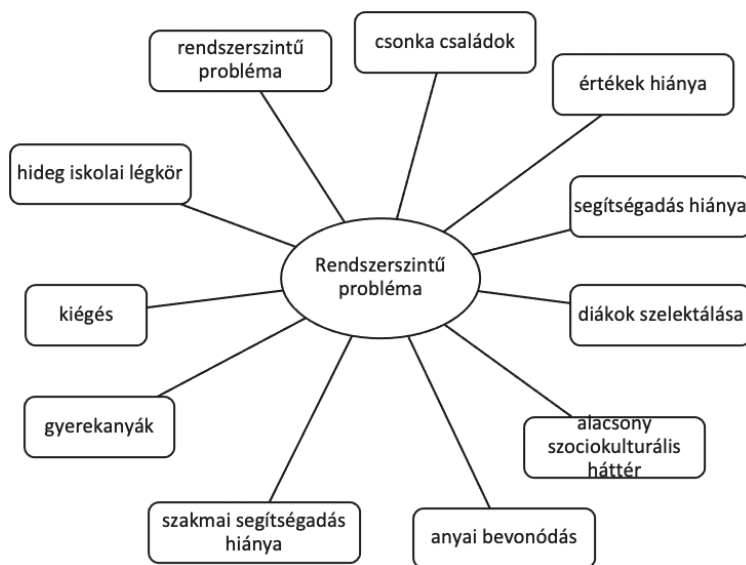 rendszerszintű
probléma
csonka családok
értékek hiánya
hideg iskolai légkör
segítségadás hiánya
Rendszerszintű
probléma
kiégés
diákok szelektálása
gyerekanyák
alacsony
szociokulturális
háttér
szakmai segítségadás
hiánya
anyai bevonódás